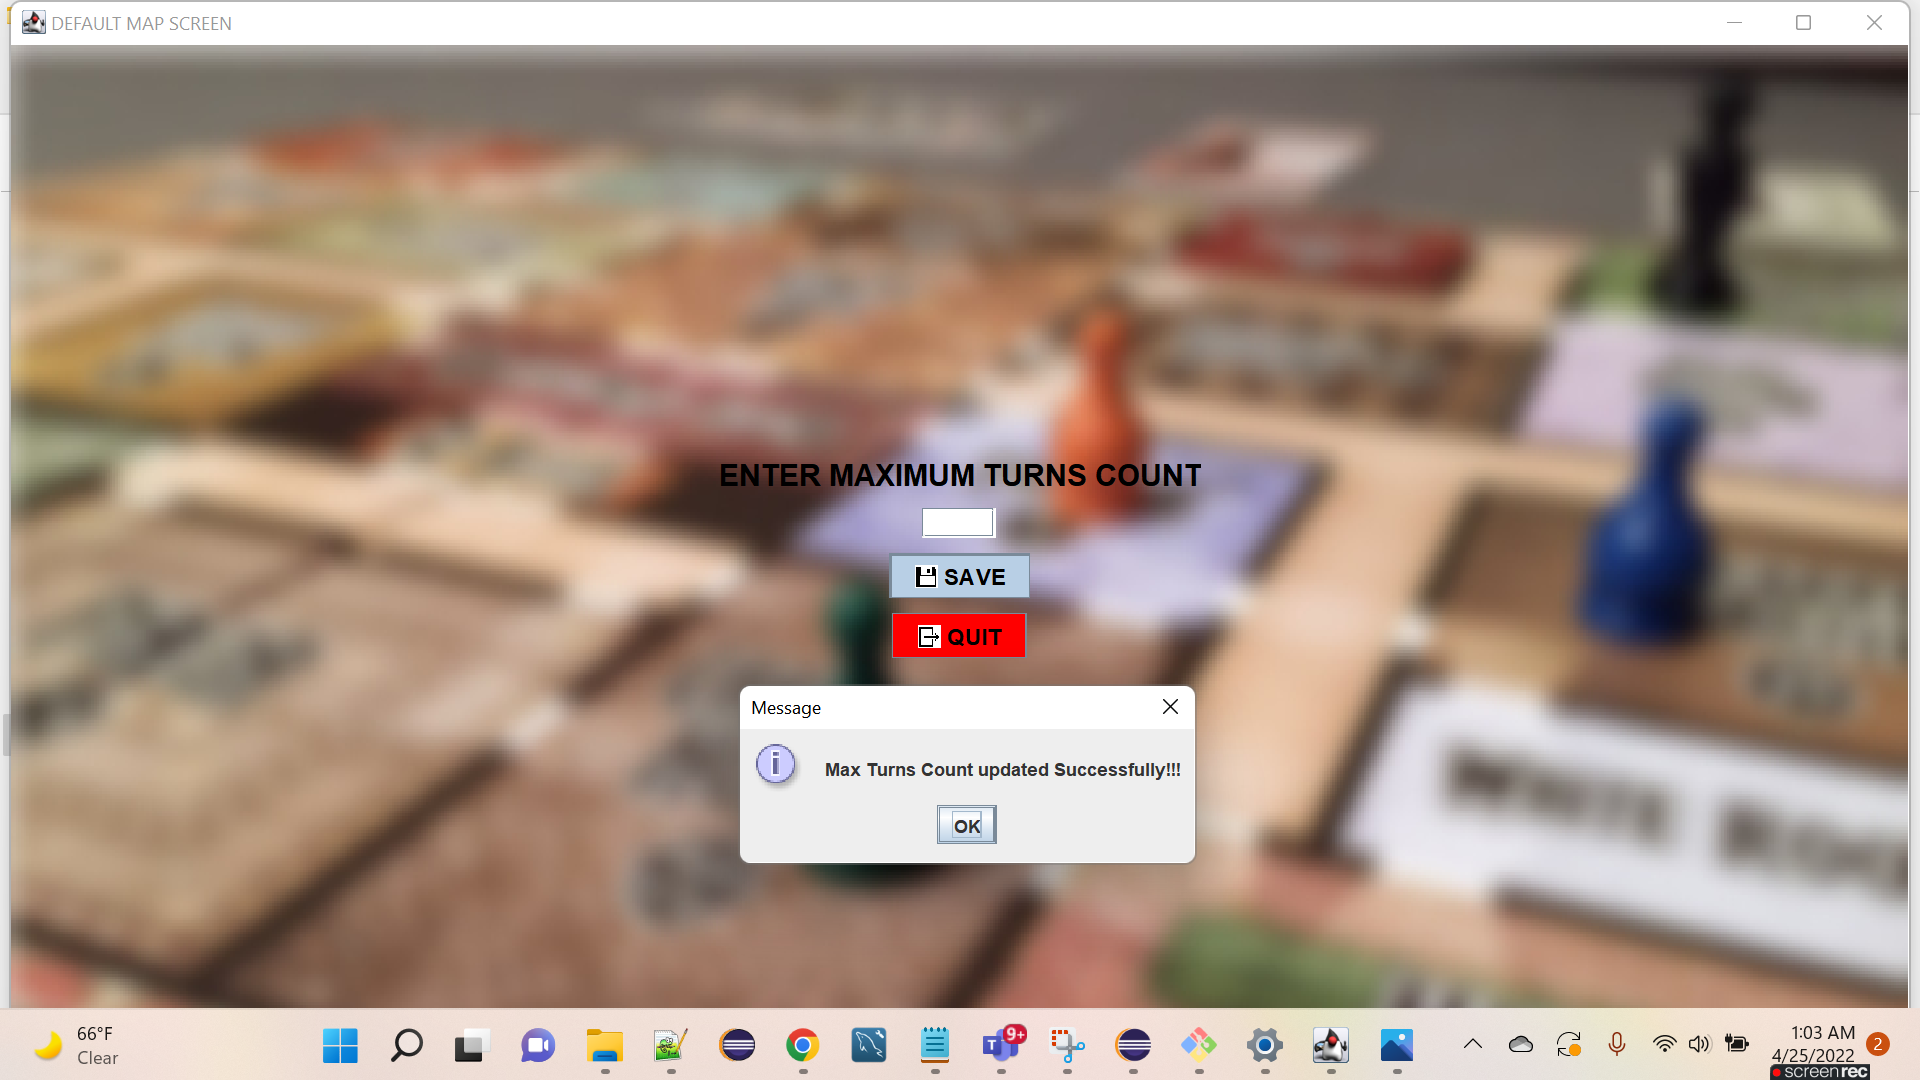 DEFAULT MAP SCREEN
ENTER MAXIMUM TURNS COUNT
SAVE
QUIT
Message
Max Turns Count updated Successfully!!!
OK
WHITE
66°F
Clear
9+
1:03 AM
4/25/2022
2
screenrec